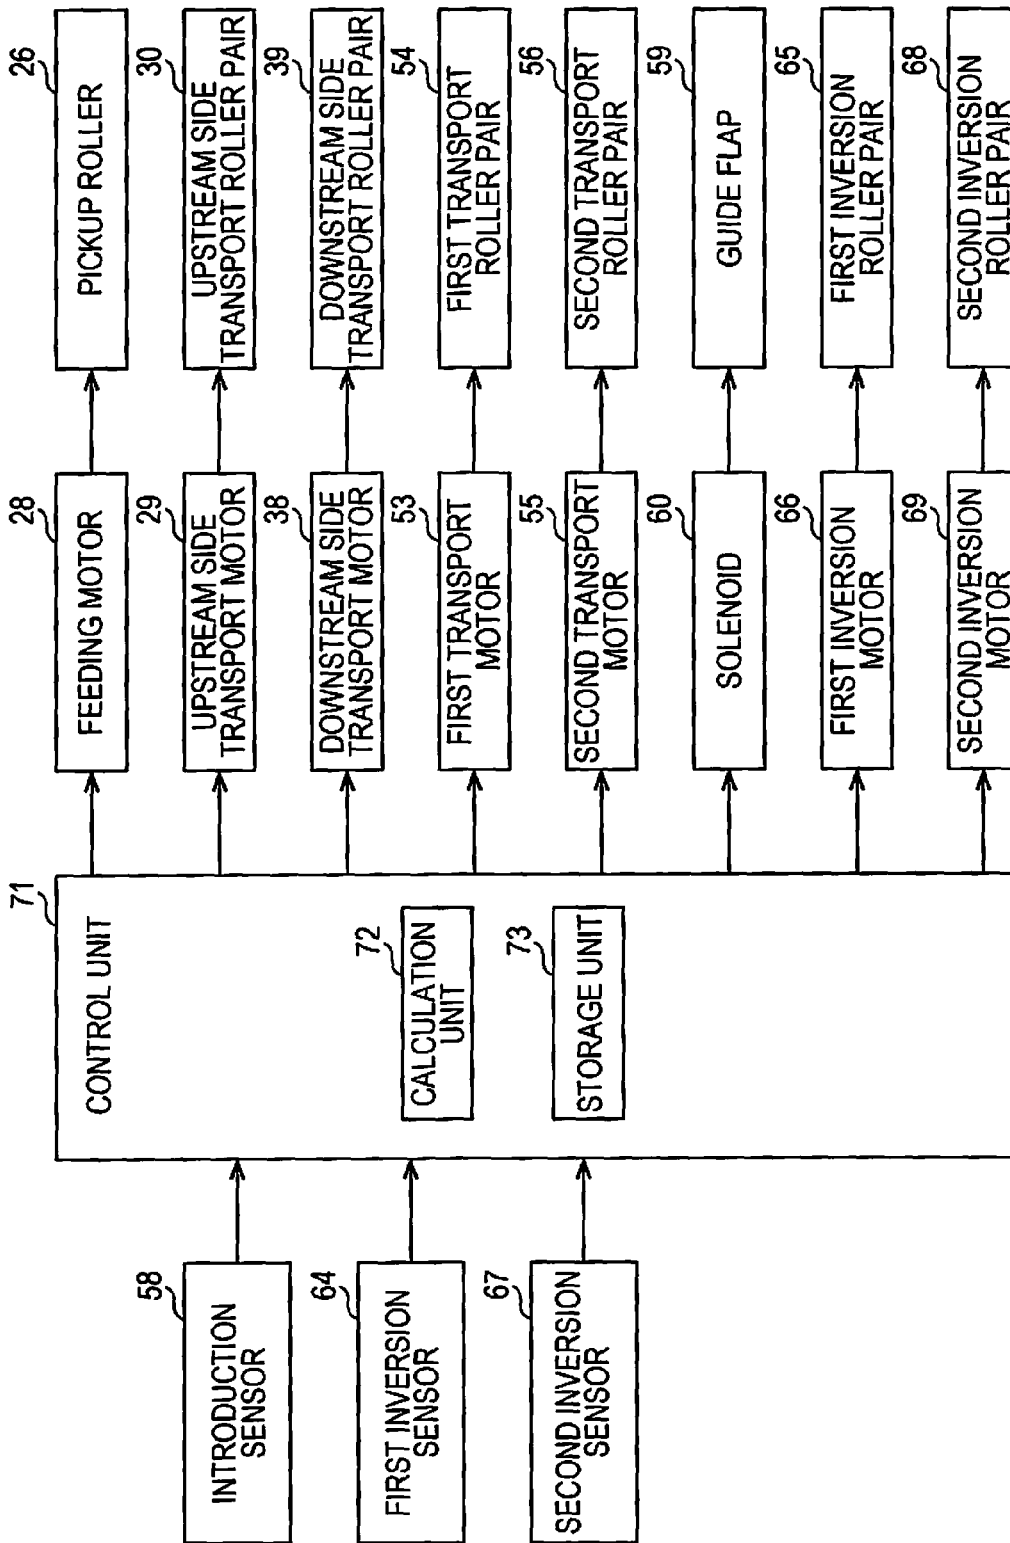 58
INTRODUCTION
SENSOR
64
FIRST INVERSION
SENSOR
67
SECOND INVERSION
SENSOR
71
CONTROL UNIT
72
CALCULATION
UNIT
73
STORAGE UNIT
28
FEEDING MOTOR
29
UPSTREAM SIDE
TRANSPORT MOTOR
38
DOWNSTREAM SIDE
TRANSPORT MOTOR
53
FIRST TRANSPORT
MOTOR
55
SECOND TRANSPORT
MOTOR
60
SOLENOID
66
FIRST INVERSION
MOTOR
69
SECOND INVERSION
MOTOR
26
PICKUP ROLLER
30
UPSTREAM SIDE
TRANSPORT ROLLER PAIR
39
DOWNSTREAM SIDE
TRANSPORT ROLLER PAIR
54
FIRST TRANSPORT
ROLLER PAIR
56
SECOND TRANSPORT
ROLLER PAIR
59
GUIDE FLAP
65
FIRST INVERSION
ROLLER PAIR
68
SECOND INVERSION
ROLLER PAIR